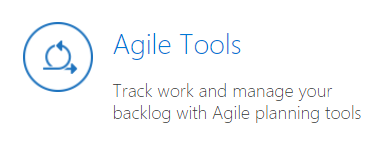 Agile Tools
Track work and manage your
backlog with Agile planning tools